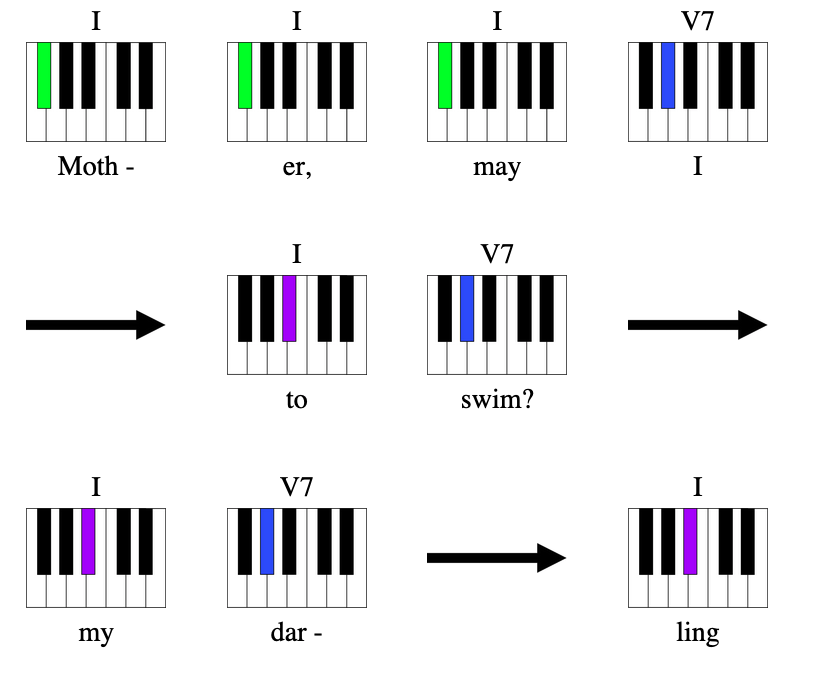 I I I V7
Moth - er, may I
I V7
to swim?
I V7 I
my dar - ling